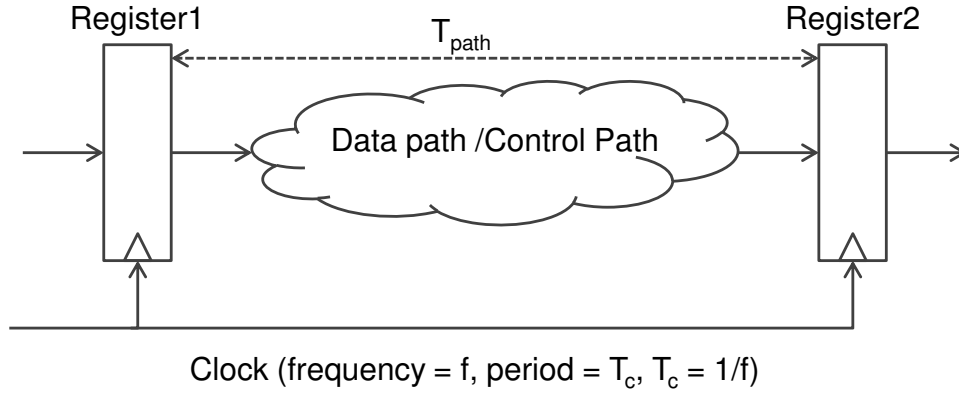 Register1
Register2
T_path
Data path /Control Path
Clock (frequency = f, period = T_c, T_c = 1/f)